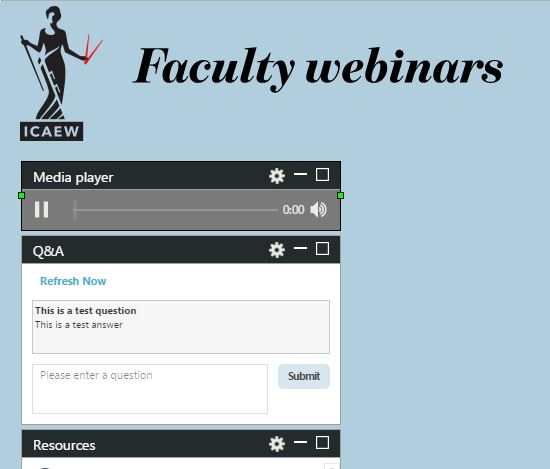 ICAEW
Faculty webinars
Media player
0:00
Q&A
Refresh Now
This is a test question
This is a test answer
Please enter a question
Submit
Resources